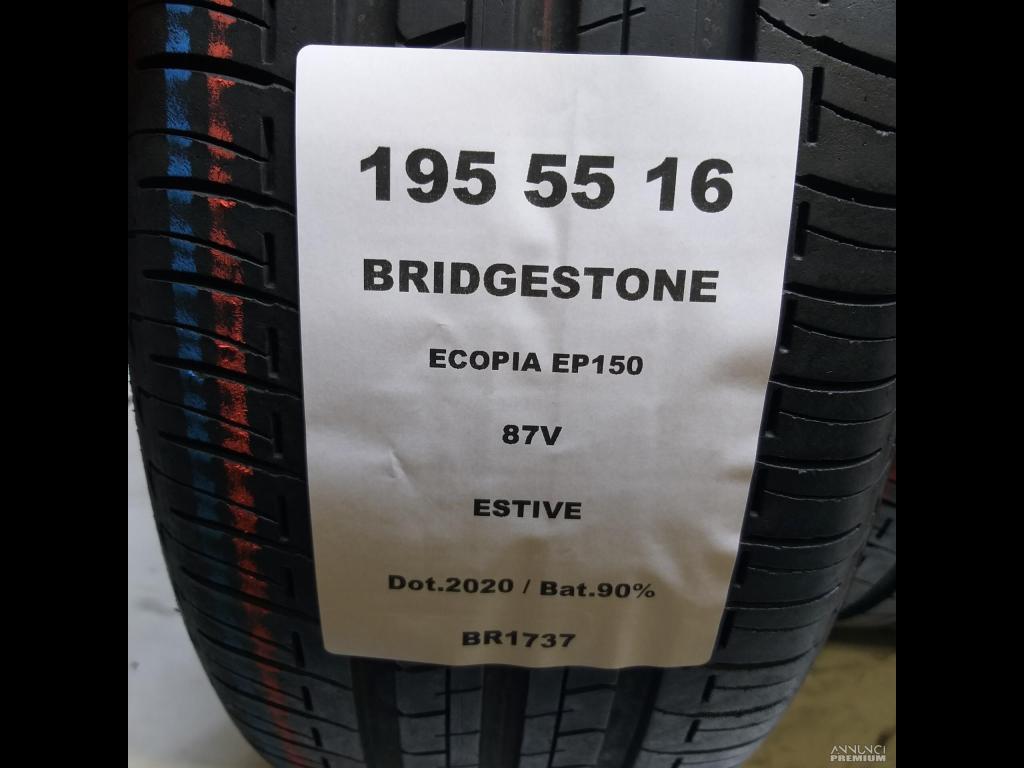 195 55 16
BRIDGESTONE
ECOPIA EP150
87V
ESTIVE
Dot.2020 / Bat.90%
BR1737
ANNUNCI
PREMIUM